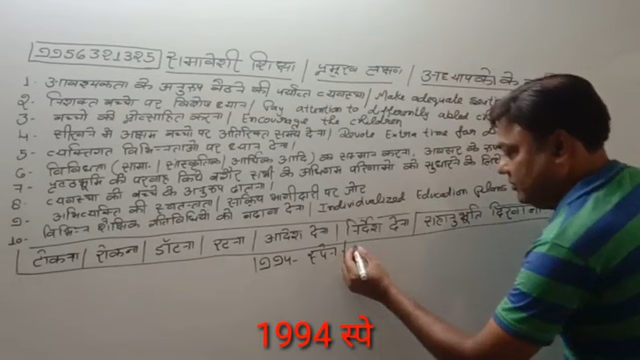 9956321325 समावेशी शिक्षा / प्रमुख लक्षण / अध्यापको के
1. आवश्यकता के अनुरूप बैठने की पर्याप्त व्यवस्था / Make adequate
2. निशक्त बच्चो पर विशेष ध्यान / Pay attention to differently abled
3. बच्चो को प्रोत्साहित करना / Encourage the children
4. सीखने में अक्षम बच्चो पर अतिरिक्त समय देना / Devote Extra time for
5. व्यक्तिगत विभिन्नताओ पर ध्यान देना /
6. विविधता (सामा. / सांस्कृतिक / आर्थिक आदि) का सम्मान करना, अवसर के
7. पृष्ठभूमि की परवाह किये बगैर सभी के अधिगम परिणामो को सुधारने के लिए
8. व्यवस्था को बच्चे के अनुरूप ढालना /
9. अभिव्यक्ति की स्वतन्त्रता / सक्रिय भागीदारी पर जोर
10. विभिन्न शैक्षिक गतिविधियो को बढ़ावा देना / Individualized Education plans
टोकना / रोकना / डाँटना / रटना / आदेश देना / निर्देश देना / सहानुभूति दिखाना
1994- स्पेन
1994 स्पे